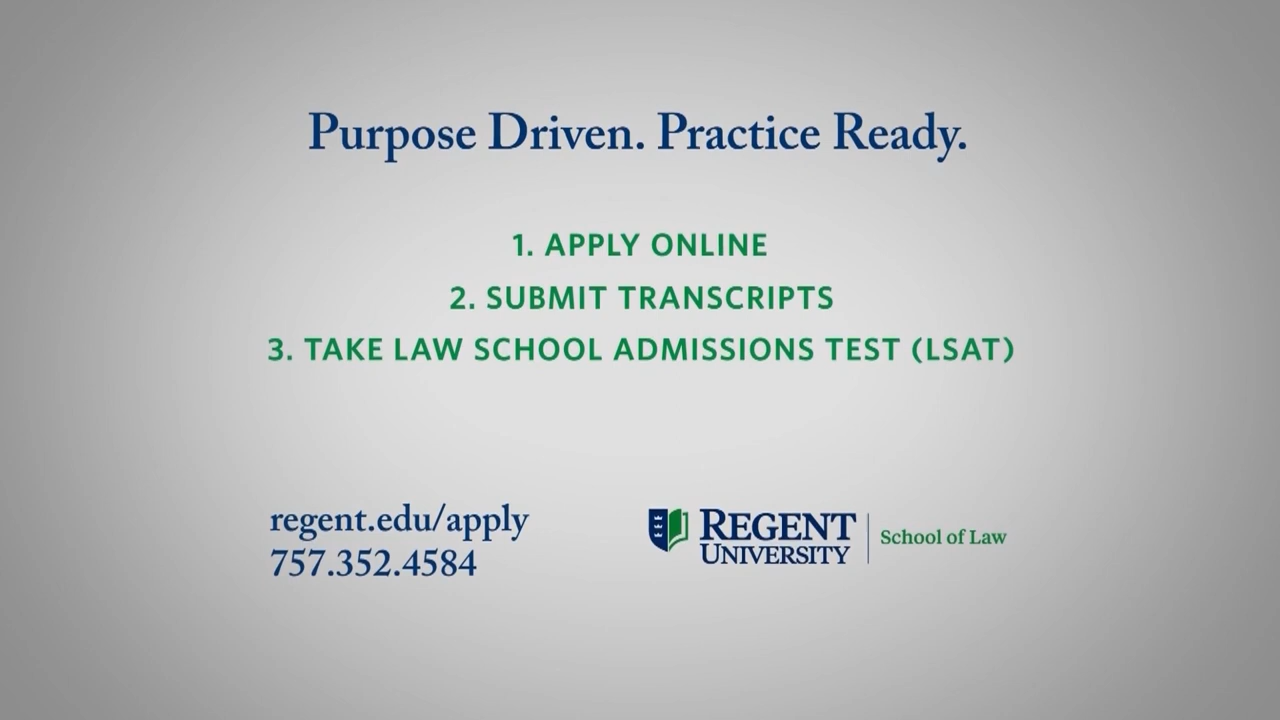 Purpose Driven. Practice Ready.
1. APPLY ONLINE
2. SUBMIT TRANSCRIPTS
3. TAKE LAW SCHOOL ADMISSIONS TEST (LSAT)
regent.edu/apply
757.352.4584
REGENT
UNIVERSITY
School of Law